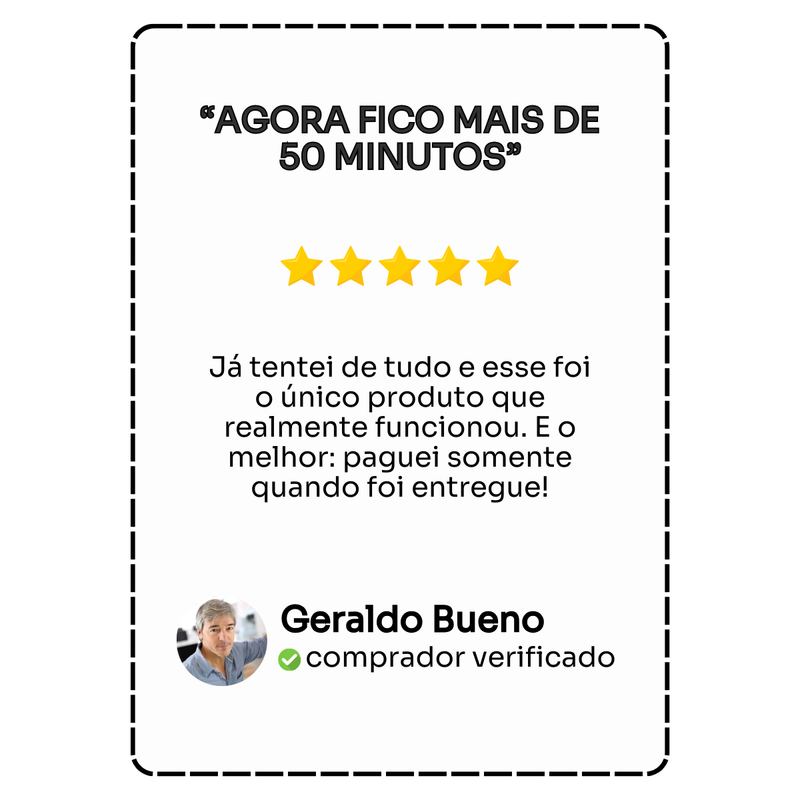 “AGORA FICO MAIS DE
50 MINUTOS”
Já tentei de tudo e esse foi
o único produto que
realmente funcionou. E o
melhor: paguei somente
quando foi entregue!
Geraldo Bueno
comprador verificado